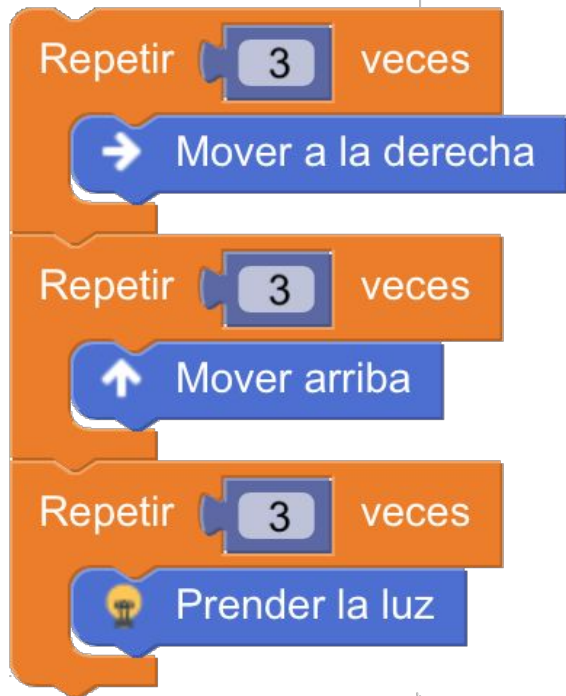 Repetir 3 veces
Mover a la derecha
Repetir 3 veces
Mover arriba
Repetir 3 veces
Prender la luz